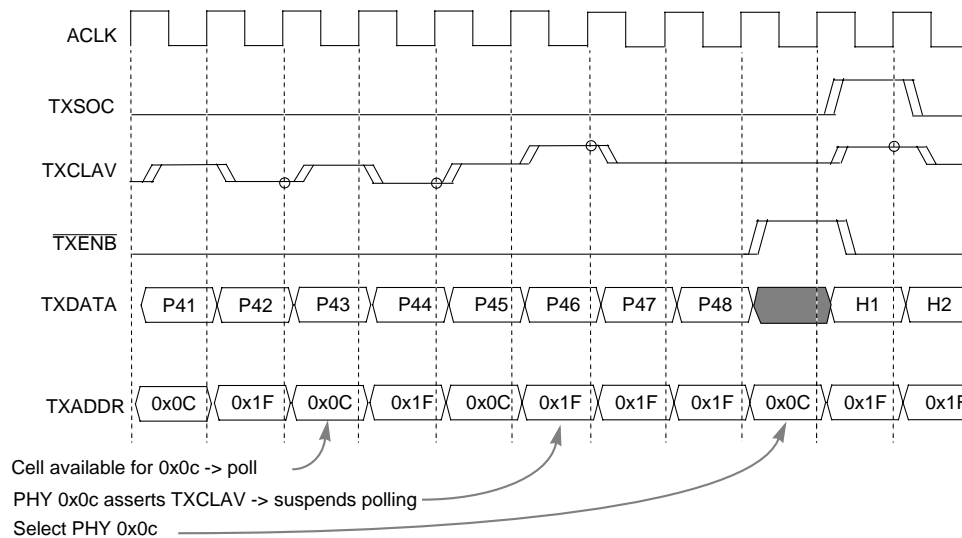 ACLK
TXSOC
TXCLAV
TXENB
TXDATA P41 P42 P43 P44 P45 P46 P47 P48 H1 H2
TXADDR 0x0C 0x1F 0x0C 0x1F 0x0C 0x1F 0x1F 0x1F 0x0C 0x1F 0x1F
Cell available for 0x0c -> poll
PHY 0x0c asserts TXCLAV -> suspends polling
Select PHY 0x0c